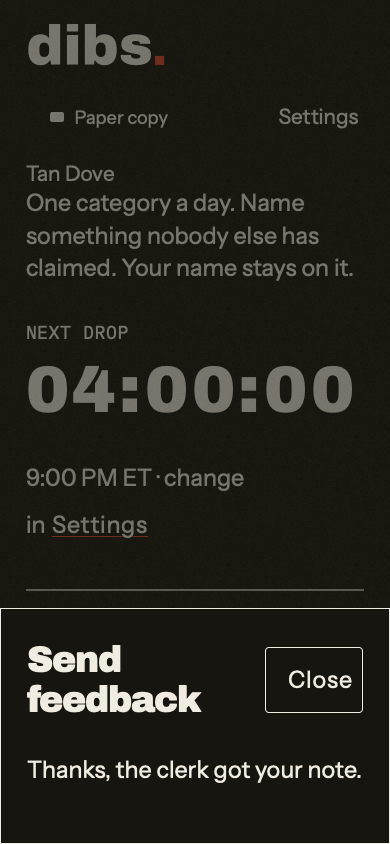 dibs.
Paper copy
Settings
Tan Dove
One category a day. Name
something nobody else has
claimed. Your name stays on it.
NEXT DROP
04:00:00
9:00 PM ET · change
in Settings
Send
feedback
Close
Thanks, the clerk got your note.